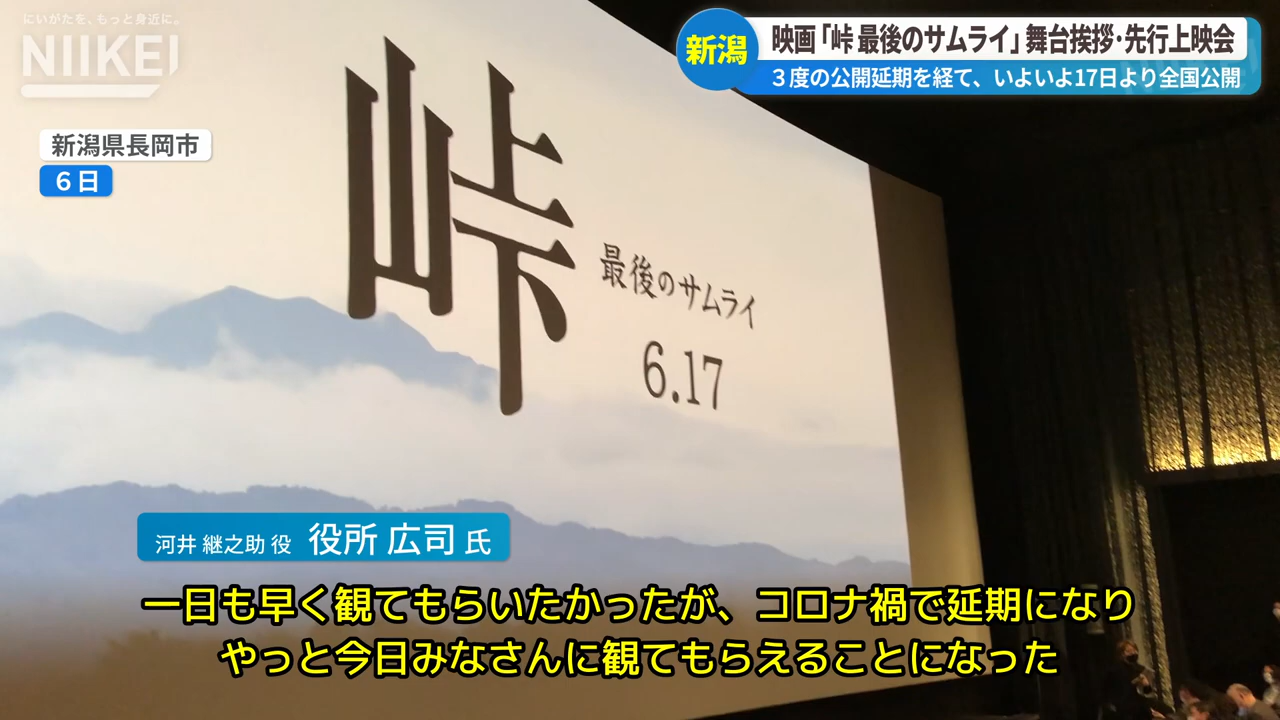 にいがたを、もっと身近に。
NIIKEI
新潟
映画「峠 最後のサムライ」舞台挨拶・先行上映会
３度の公開延期を経て、いよいよ17日より全国公開
新潟県長岡市
６日
峠
最後のサムライ
6.17
河井 継之助 役 役所 広司 氏
一日も早く観てもらいたかったが、コロナ禍で延期になり
やっと今日みなさんに観てもらえることになった